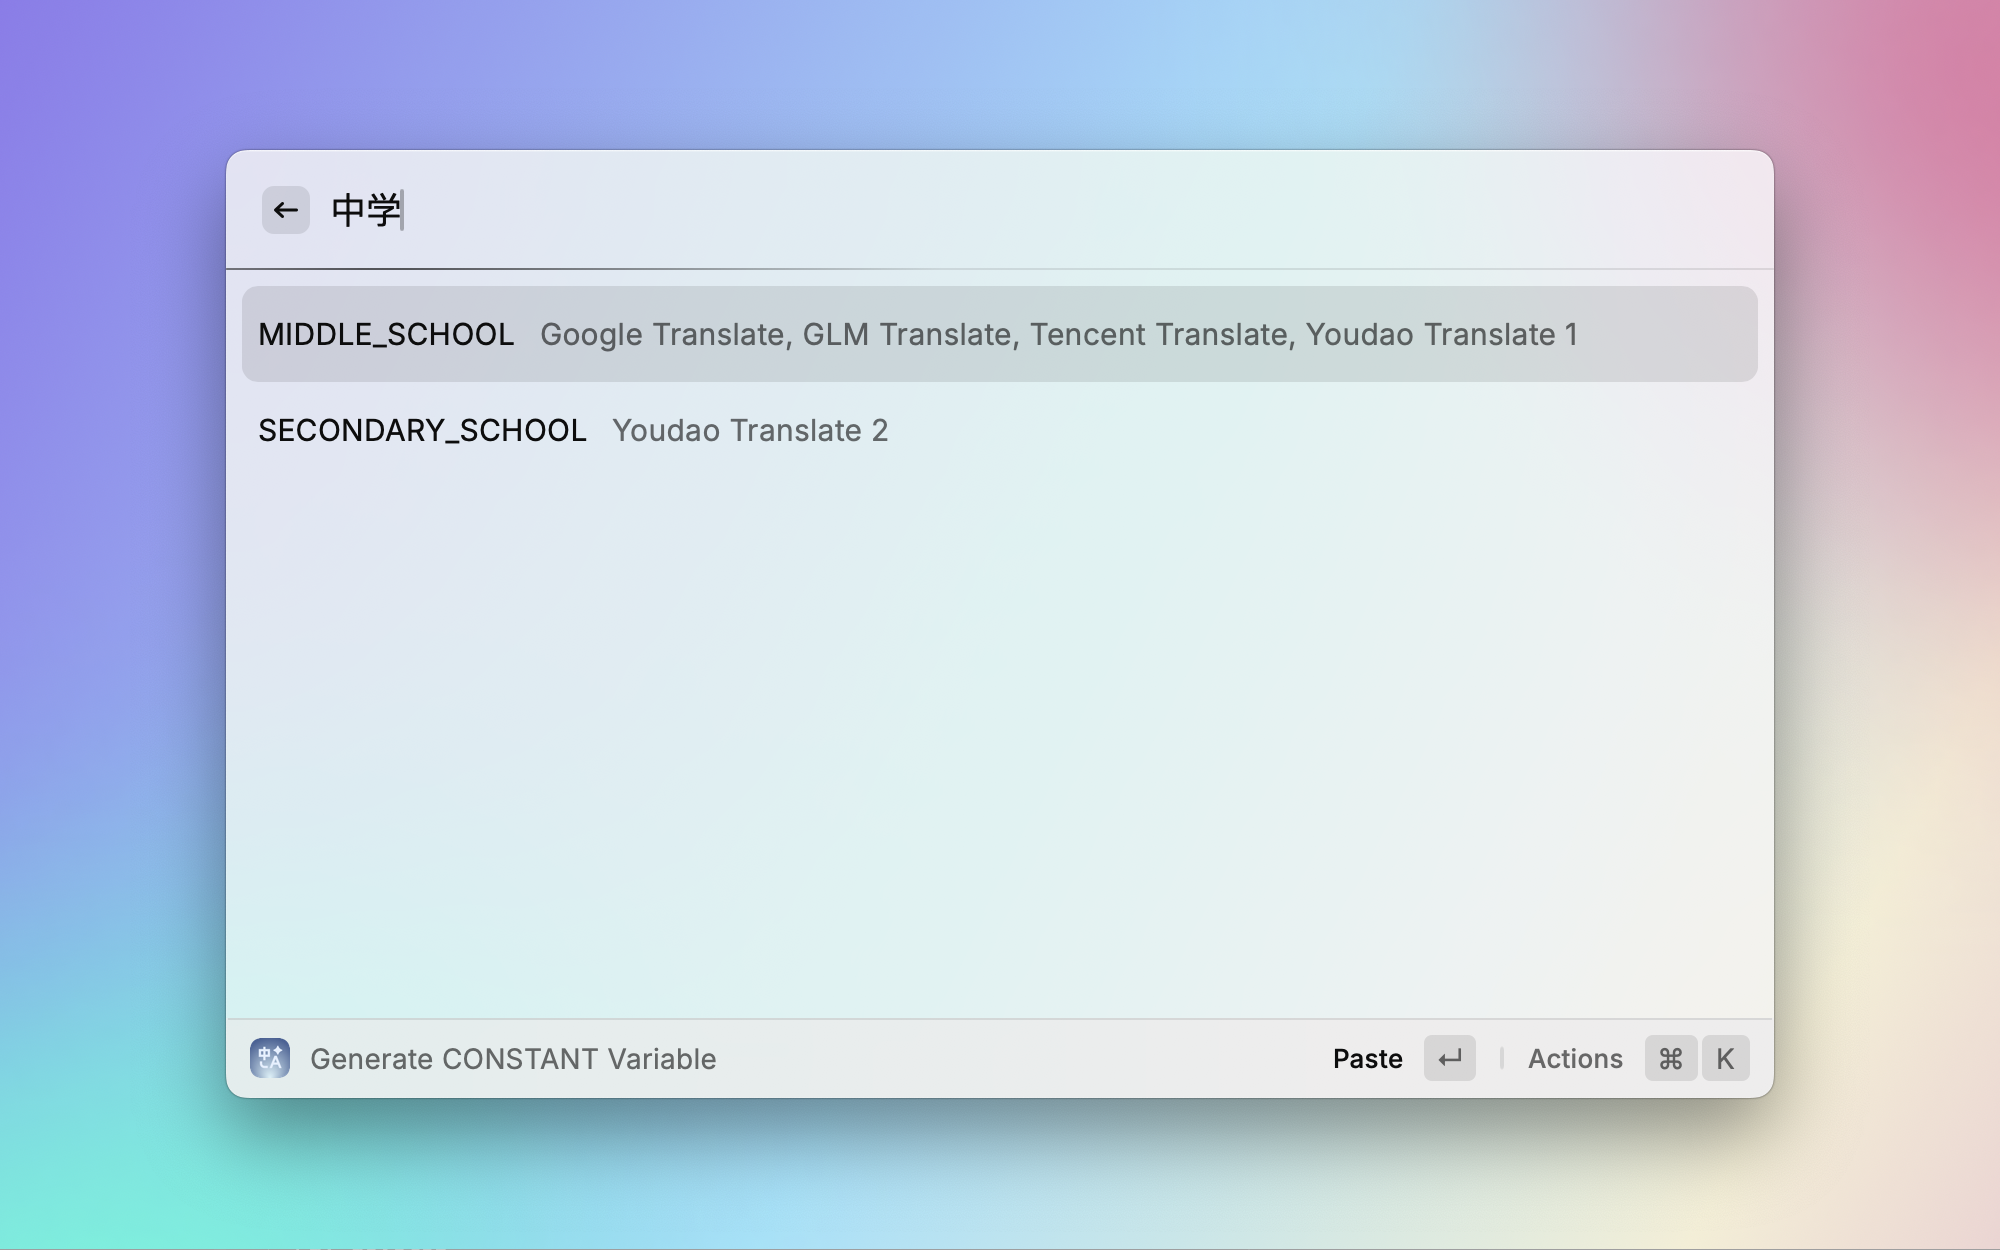 中学
MIDDLE_SCHOOL Google Translate, GLM Translate, Tencent Translate, Youdao Translate 1
SECONDARY_SCHOOL Youdao Translate 2
中 A Generate CONSTANT Variable Paste ↵ Actions ⌘ K